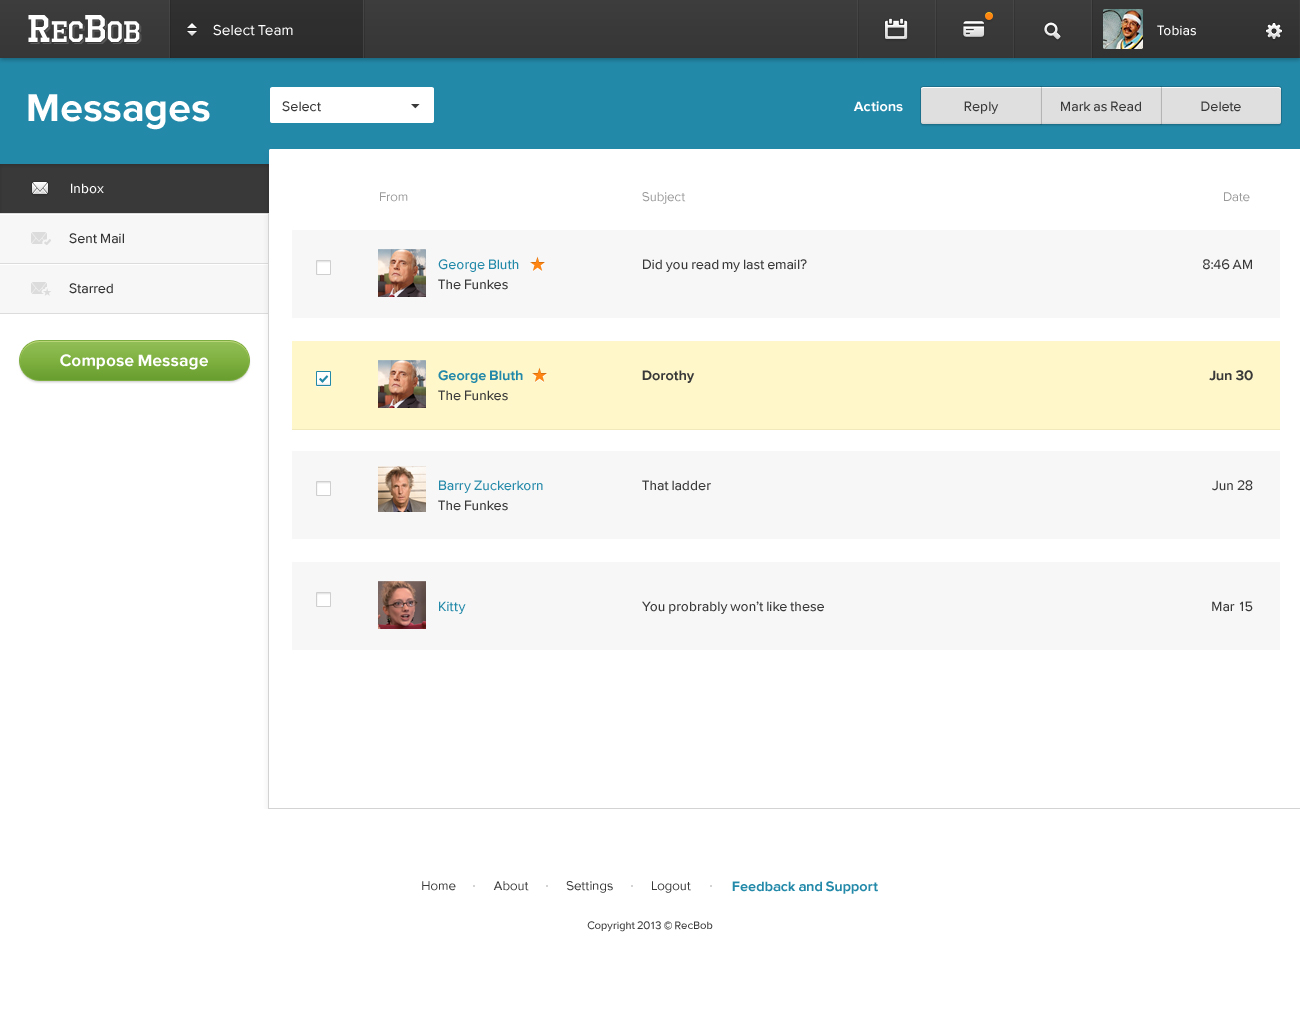 RECBOB
Select Team
Tobias
Messages
Select
Actions
Reply
Mark as Read
Delete
Inbox
Sent Mail
Starred
Compose Message
From
Subject
Date
George Bluth
The Funkes
Did you read my last email?
8:46 AM
George Bluth
The Funkes
Dorothy
Jun 30
Barry Zuckerkorn
The Funkes
That ladder
Jun 28
Kitty
You probrably won't like these
Mar 15
Home · About · Settings · Logout · Feedback and Support
Copyright 2013 © RecBob